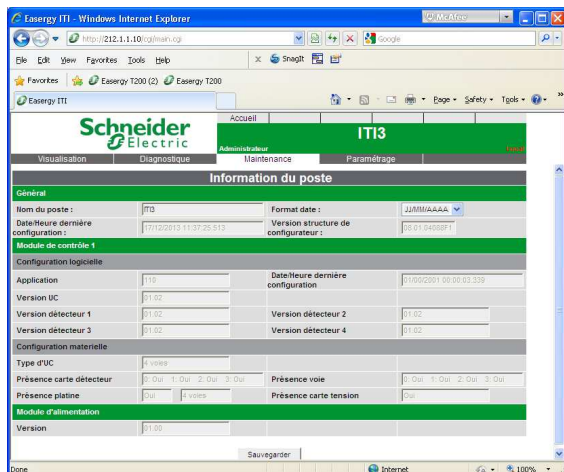 Easergy ITI - Windows Internet Explorer
McAfee
http://212.1.1.10/cgi/main.cgi
Google
File Edit View Favorites Tools Help
SnagIt
Favorites Easergy T200 (2) Easergy T200
Easergy ITI
Page Safety Tools
Schneider Electric
Accueil
ITI3
Administrateur
Visualisation Diagnostique Maintenance Paramétrage
Information du poste
Général
Nom du poste : ITI3 Format date : JJ/MM/AAAA
Date/Heure dernière configuration : 17/12/2013 11:37:25.513 Version structure de configurateur :
Module de contrôle 1
Configuration logicielle
Application 110 Date/Heure dernière configuration 01/00/2001 00:00:03.339
Version UC 01.02
Version détecteur 1 01.02 Version détecteur 2 01.02
Version détecteur 3 01.02 Version détecteur 4 01.02
Configuration materielle
Type d'UC 4 voies
Présence carte détecteur 0: Oui 1: Oui 2: Oui 3: Oui Présence voie 0: Oui 1: Oui 2: Oui 3: Oui
Présence platine Oui 4 voies Présence carte tension Oui
Module d'alimentation
Version 01.00
Sauvegarder
Done Internet 100%